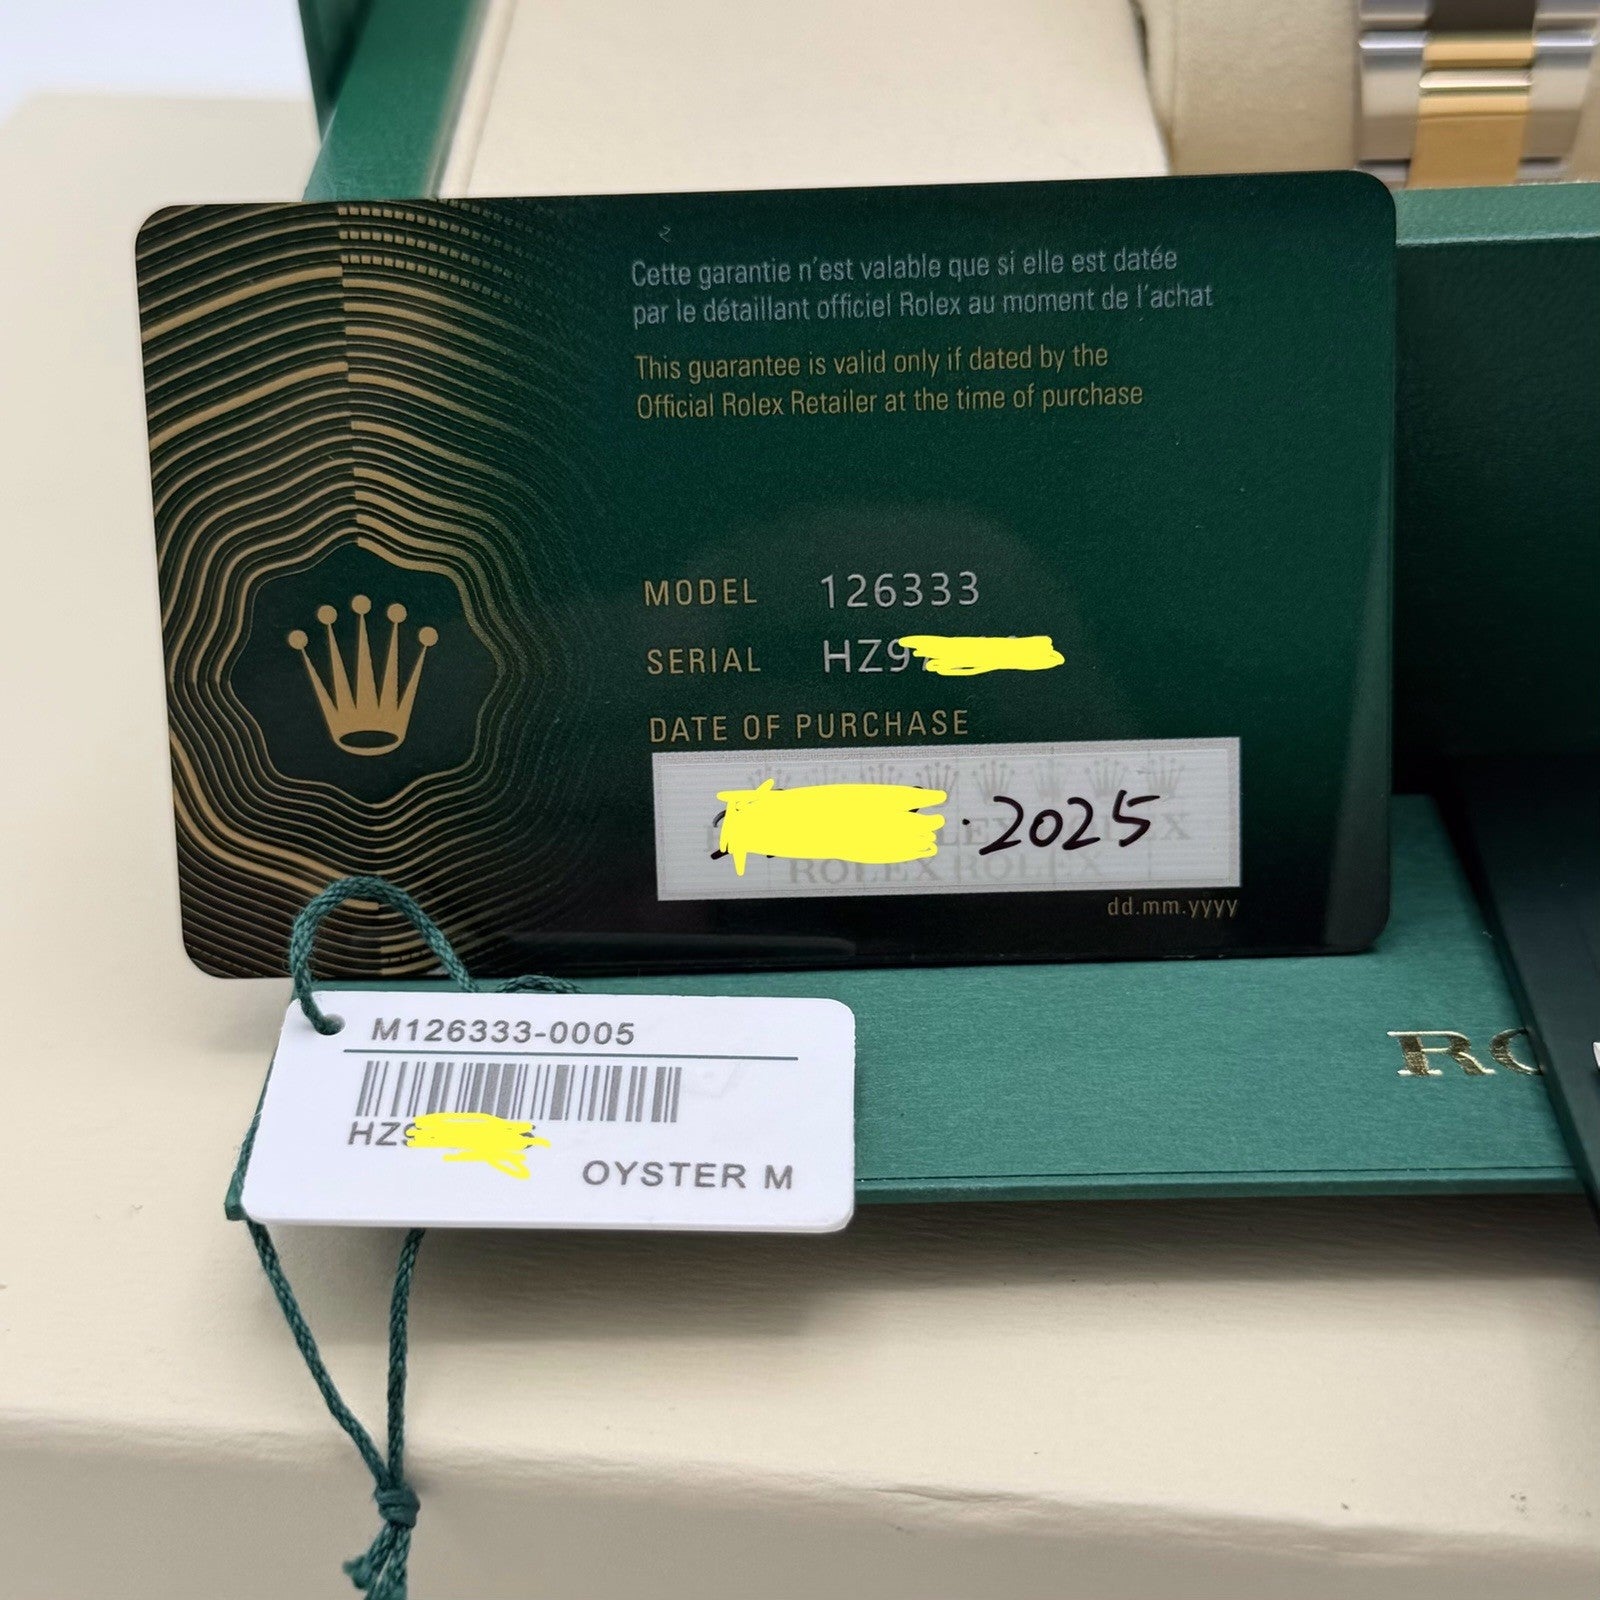 Cette garantie n'est valable que si elle est datée
par le détaillant officiel Rolex au moment de l'achat
This guarantee is valid only if dated by the
Official Rolex Retailer at the time of purchase
MODEL 126333
SERIAL HZ9
DATE OF PURCHASE
.2025
ROLEX ROLEX
dd.mm.yyyy
M126333-0005
HZ9
OYSTER M